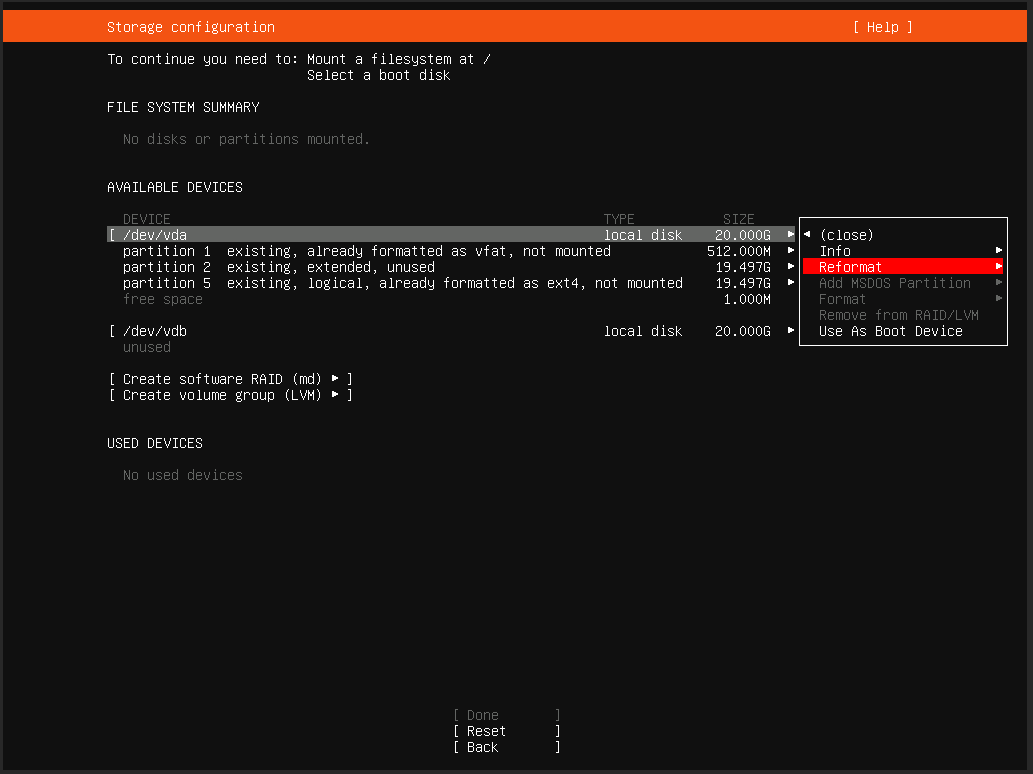 Storage configuration [ Help ]
To continue you need to: Mount a filesystem at /
Select a boot disk
FILE SYSTEM SUMMARY
No disks or partitions mounted.
AVAILABLE DEVICES
DEVICE TYPE SIZE
[ /dev/vda local disk 20.000G ▸
partition 1 existing, already formatted as vfat, not mounted 512.000M ▸
partition 2 existing, extended, unused 19.497G ▸
partition 5 existing, logical, already formatted as ext4, not mounted 19.497G ▸
free space 1.000M
[ /dev/vdb local disk 20.000G ▸
unused
◂ (close)
Info ▸
Reformat ▸
Add MSDOS Partition ▸
Format ▸
Remove from RAID/LVM
Use As Boot Device
[ Create software RAID (md) ▸ ]
[ Create volume group (LVM) ▸ ]
USED DEVICES
No used devices
[ Done ]
[ Reset ]
[ Back ]